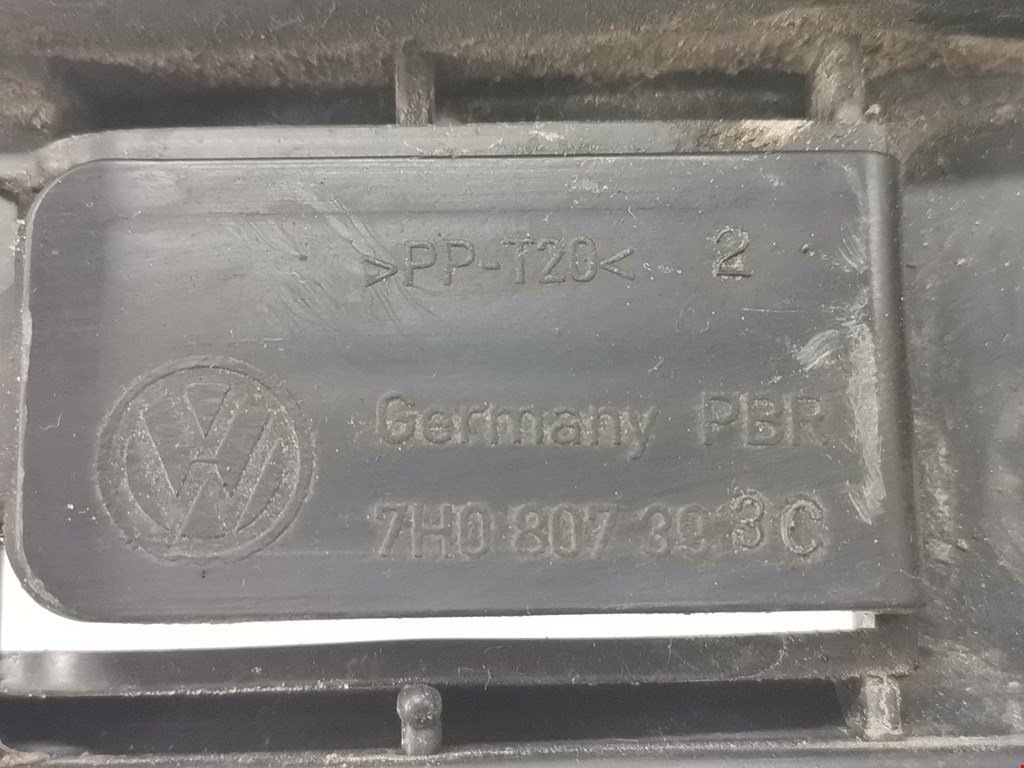 >PP-T20< 2
Germany PBR
7H0 807 393 C